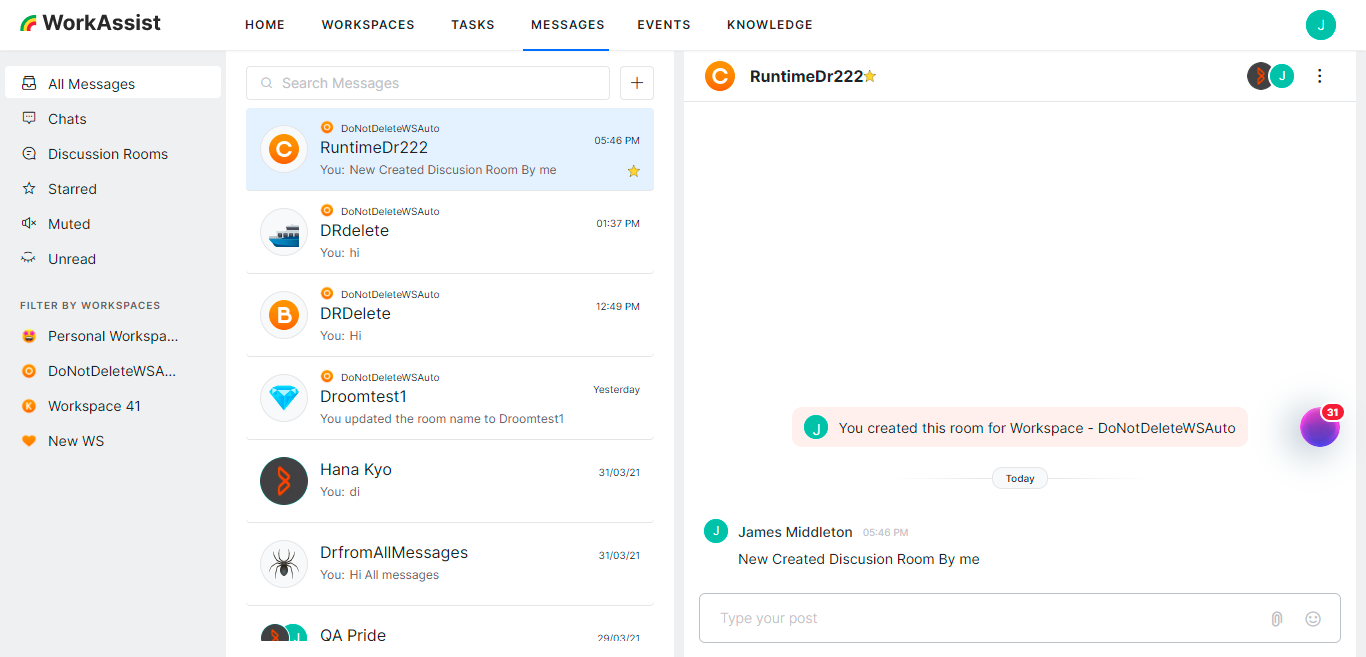 WorkAssist
HOME WORKSPACES TASKS MESSAGES EVENTS KNOWLEDGE
J
All Messages
Chats
Discussion Rooms
Starred
Muted
Unread
FILTER BY WORKSPACES
Personal Workspa...
DoNotDeleteWSA...
K Workspace 41
New WS
Search Messages
C
DoNotDeleteWSAuto
RuntimeDr222
05:46 PM
You: New Created Discusion Room By me
DoNotDeleteWSAuto
DRdelete
01:37 PM
You: hi
B
DoNotDeleteWSAuto
DRDelete
12:49 PM
You: Hi
DoNotDeleteWSAuto
Droomtest1
Yesterday
You updated the room name to Droomtest1
Hana Kyo
31/03/21
You: di
DrfromAllMessages
31/03/21
You: Hi All messages
J
QA Pride
29/03/21
C RuntimeDr222
J
J You created this room for Workspace - DoNotDeleteWSAuto
31
Today
J James Middleton 05:46 PM
New Created Discusion Room By me
Type your post